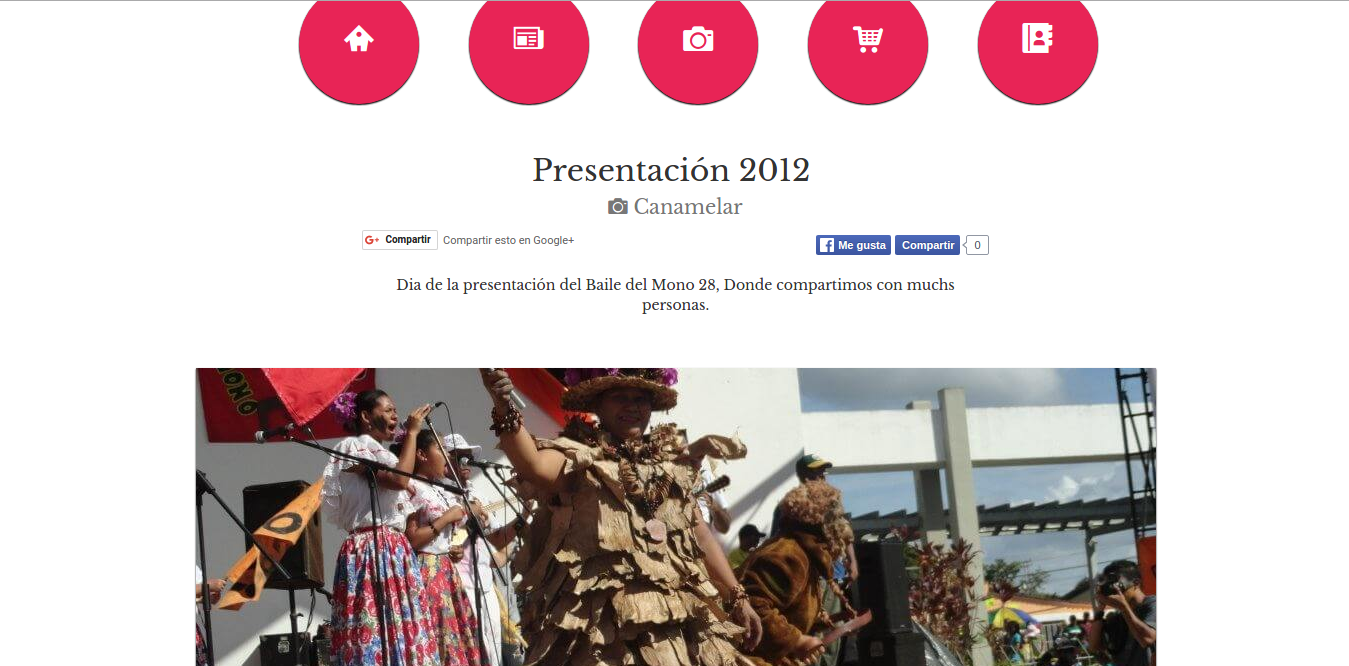 Presentación 2012
Canamelar
G+ Compartir Compartir esto en Google+
f Me gusta Compartir 0
Dia de la presentación del Baile del Mono 28, Donde compartimos con muchs
personas.
MONO